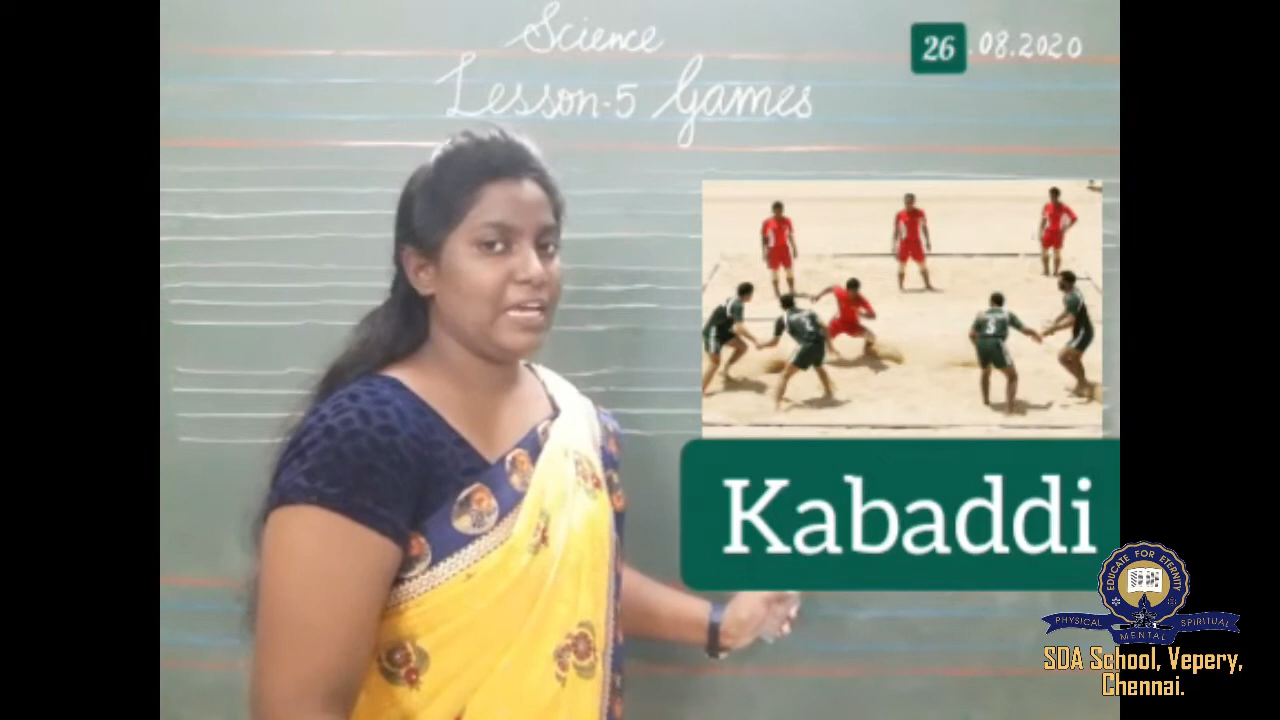 Science
26.08.2020
Lesson-5 Games
Kabaddi
EDUCATE FOR ETERNITY
PHYSICAL MENTAL SPIRITUAL
SDA School, Vepery,
Chennai.